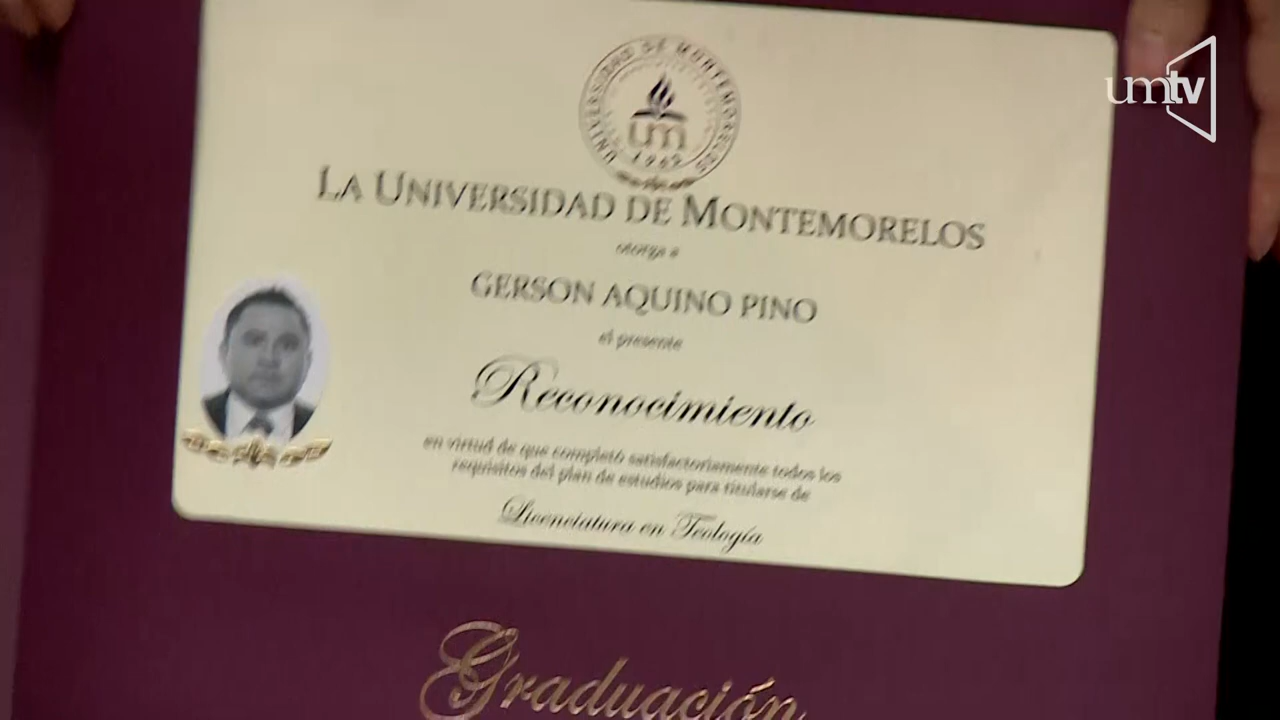 umtv
UNIVERSIDAD DE MONTEMORELOS
um
1942
LA UNIVERSIDAD DE MONTEMORELOS
otorga a
GERSON AQUINO PINO
el presente
Reconocimiento
en virtud de que completó satisfactoriamente todos los
requisitos del plan de estudios para titularse de
Licenciatura en Teología
Graduación